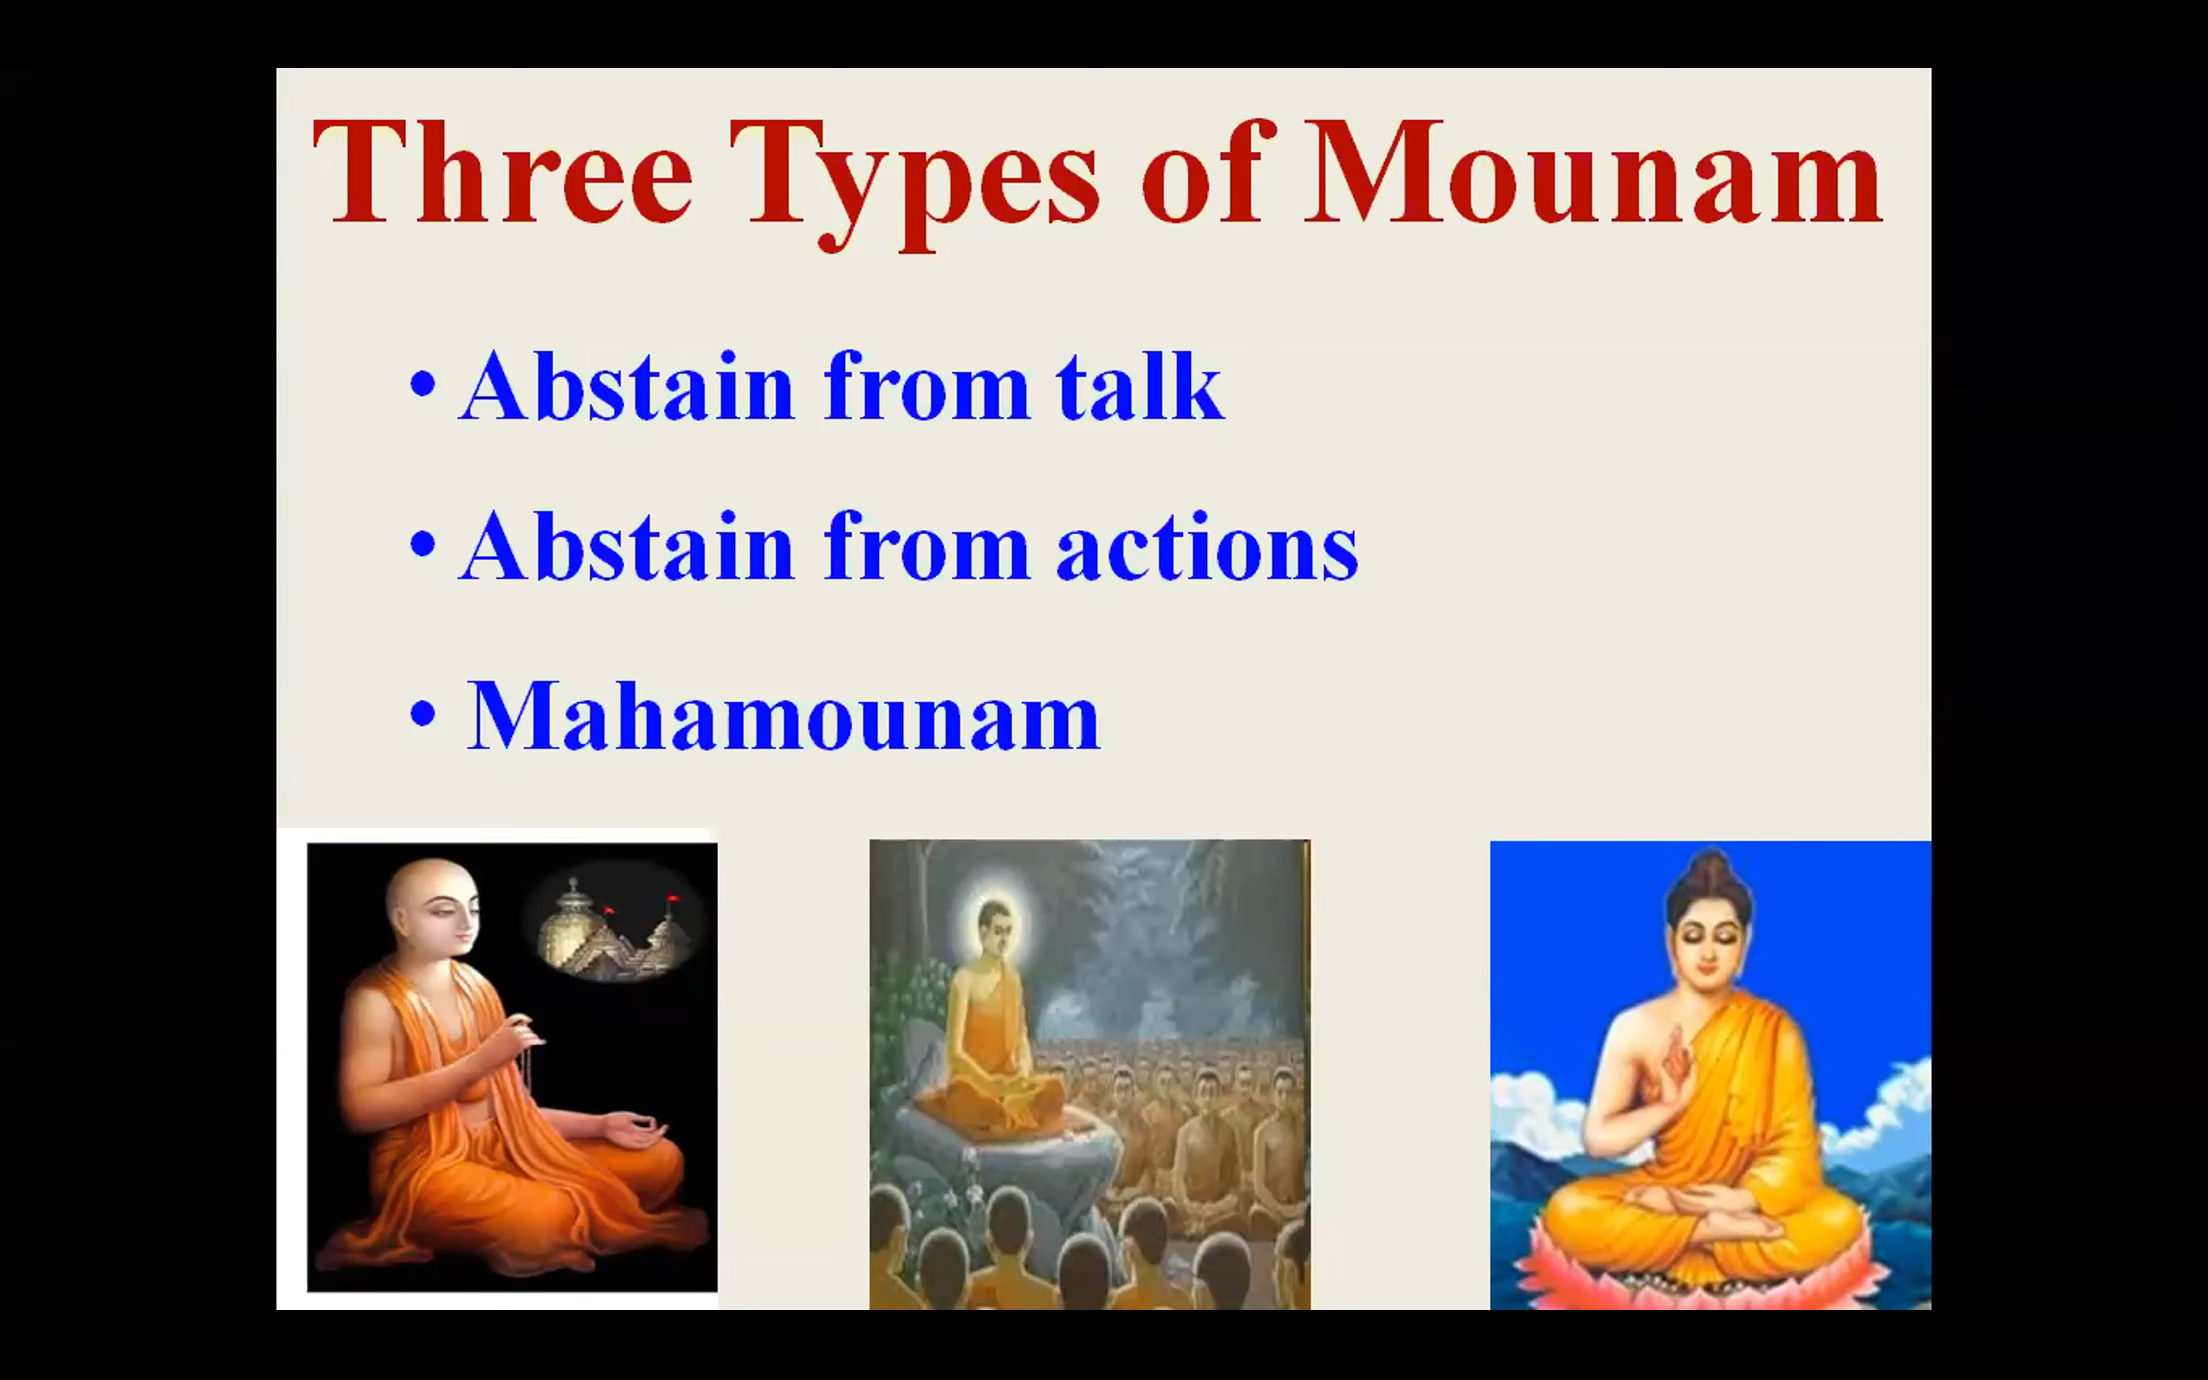 Three Types of Mounam
• Abstain from talk
• Abstain from actions
• Mahamounam